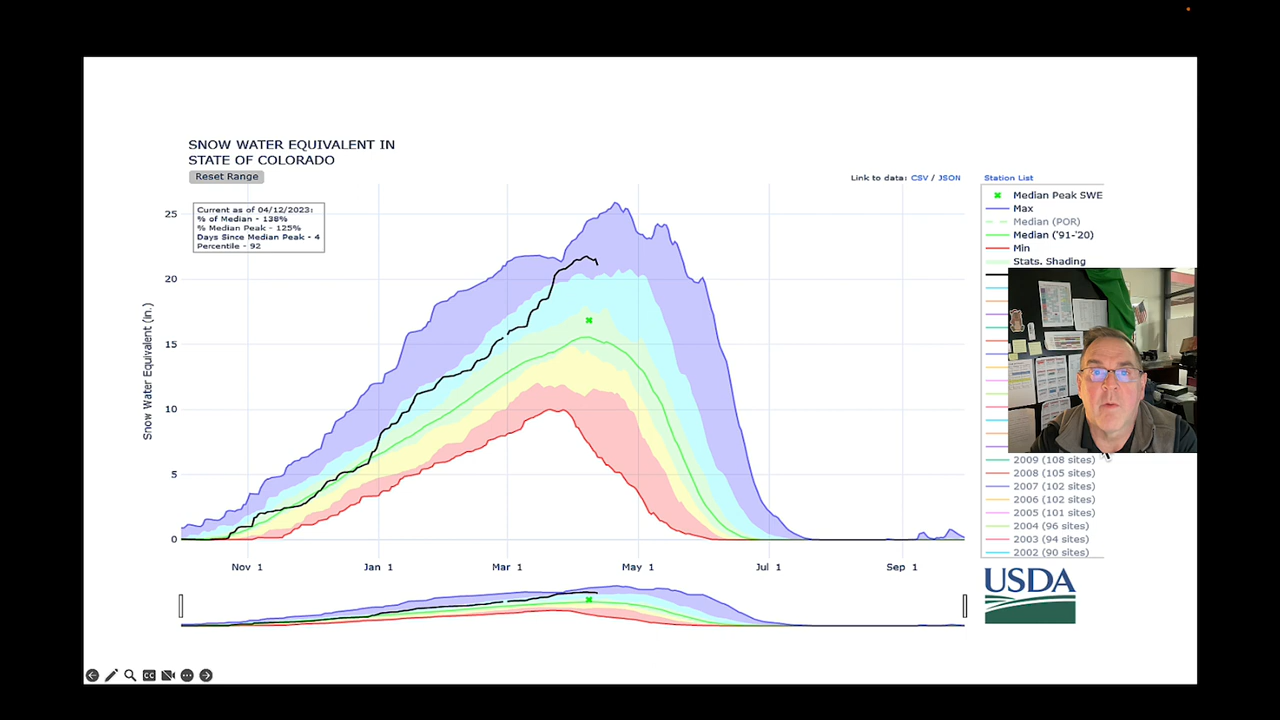 SNOW WATER EQUIVALENT IN
STATE OF COLORADO
Reset Range
Link to data: CSV / JSON
Station List
Current as of 04/12/2023:
% of Median - 138%
% Median Peak - 125%
Days Since Median Peak - 4
Percentile - 92
Median Peak SWE
Max
Median (POR)
Median ('91-'20)
Min
Stats. Shading
2009 (108 sites)
2008 (105 sites)
2007 (102 sites)
2006 (102 sites)
2005 (101 sites)
2004 (96 sites)
2003 (94 sites)
2002 (90 sites)
Snow Water Equivalent (in.)
25
20
15
10
5
0
Nov 1
Jan 1
Mar 1
May 1
Jul 1
Sep 1
USDA
CC